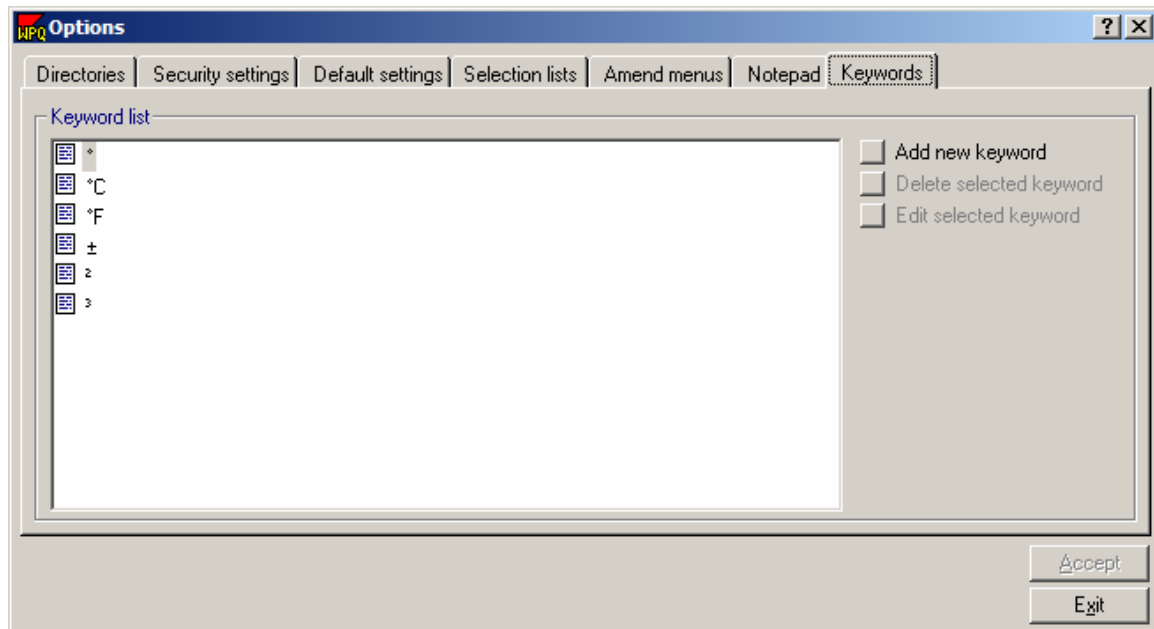 WPQ Options
Directories Security settings Default settings Selection lists Amend menus Notepad Keywords
Keyword list
°
°C
°F
±
²
³
Add new keyword
Delete selected keyword
Edit selected keyword
Accept
Exit